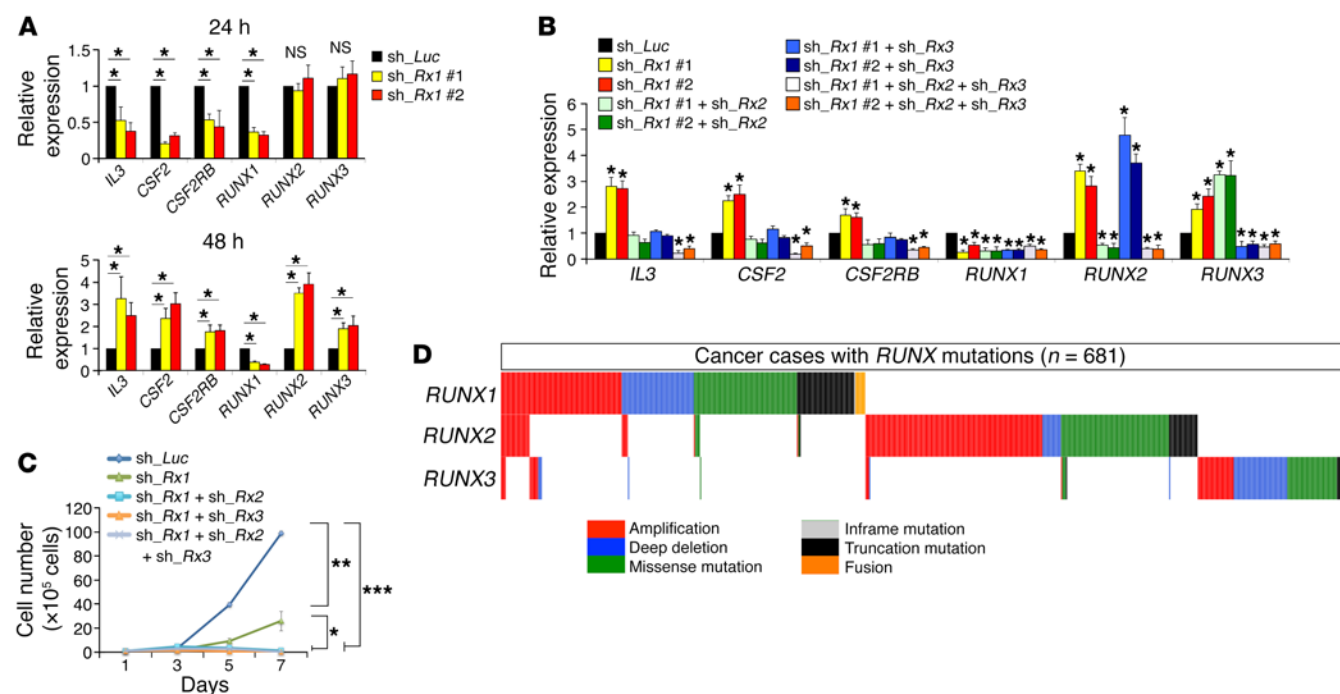 A
24 h
Relative
expression
1.5
1
0.5
0
*
*
*
*
*
*
*
*
NS
NS
IL3
CSF2
CSF2RB
RUNX1
RUNX2
RUNX3
sh_Luc
sh_Rx1 #1
sh_Rx1 #2
48 h
Relative
expression
5
4
3
2
1
0
*
*
*
*
*
*
*
*
*
*
*
*
IL3
CSF2
CSF2RB
RUNX1
RUNX2
RUNX3
B
sh_Luc
sh_Rx1 #1
sh_Rx1 #2
sh_Rx1 #1 + sh_Rx2
sh_Rx1 #2 + sh_Rx2
sh_Rx1 #1 + sh_Rx3
sh_Rx1 #2 + sh_Rx3
sh_Rx1 #1 + sh_Rx2 + sh_Rx3
sh_Rx1 #2 + sh_Rx2 + sh_Rx3
Relative expression
6
5
4
3
2
1
0
* * * *
* * * *
* * * *
* * * * * * * *
* * * * * * * *
* * * * * * * *
IL3
CSF2
CSF2RB
RUNX1
RUNX2
RUNX3
C
sh_Luc
sh_Rx1
sh_Rx1 + sh_Rx2
sh_Rx1 + sh_Rx3
sh_Rx1 + sh_Rx2
+ sh_Rx3
Cell number
(×10⁵ cells)
120
100
80
60
40
20
0
1 3 5 7
Days
**
***
*
D
Cancer cases with RUNX mutations (n = 681)
RUNX1
RUNX2
RUNX3
Amplification
Deep deletion
Missense mutation
Inframe mutation
Truncation mutation
Fusion